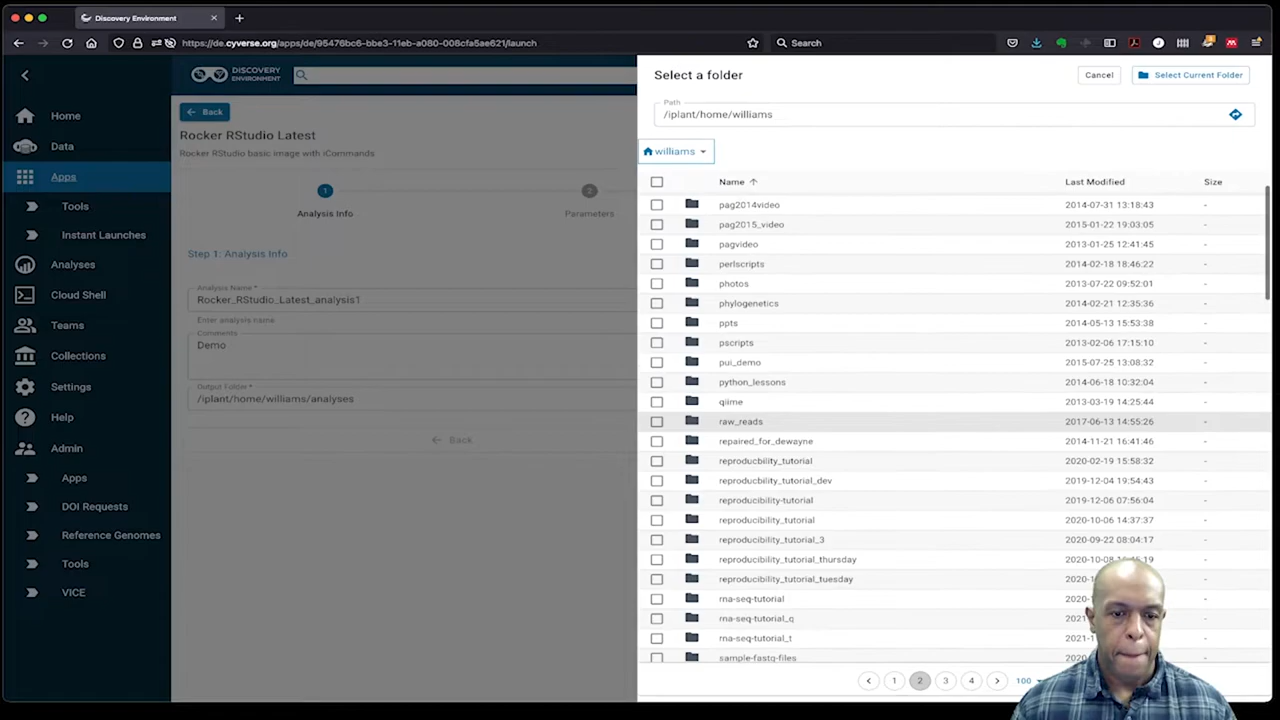 Discovery Environment
https://de.cyverse.org/apps/de/95476bc6-bbe3-11eb-a080-008cfa5ae621/launch
Search
DISCOVERY
ENVIRONMENT
Home
Data
Apps
Tools
Instant Launches
Analyses
Cloud Shell
Teams
Collections
Settings
Help
Admin
Apps
DOI Requests
Reference Genomes
Tools
VICE
Back
Rocker RStudio Latest
Rocker RStudio basic image with iCommands
1
2
Analysis Info
Parameters
Step 1: Analysis Info
Analysis Name *
Rocker_RStudio_Latest_analysis1
Enter analysis name
Comments
Demo
Output Folder *
/iplant/home/williams/analyses
Back
Select a folder
Cancel
Select Current Folder
Path
/iplant/home/williams
williams
Name Last Modified Size
pag2014video 2014-07-31 13:18:43 -
pag2015_video 2015-01-22 19:03:05 -
pagvideo 2013-01-25 12:41:45 -
perlscripts 2014-02-18 18:46:22 -
photos 2013-07-22 09:52:01 -
phylogenetics 2014-02-21 12:35:36 -
ppts 2014-05-13 15:53:38 -
pscripts 2013-02-06 17:15:10 -
pui_demo 2015-07-25 13:08:32 -
python_lessons 2014-06-18 10:32:04 -
qiime 2013-03-19 14:25:44 -
raw_reads 2017-06-13 14:55:26 -
repaired_for_dewayne 2014-11-21 16:41:46 -
reproducbility_tutorial 2020-02-19 15:58:32 -
reproducbility_tutorial_dev 2019-12-04 19:54:43 -
reproducibility-tutorial 2019-12-06 07:56:04 -
reproducibility_tutorial 2020-10-06 14:37:37 -
reproducibility_tutorial_3 2020-09-22 08:04:17 -
reproducibility_tutorial_thursday 2020-10-08 -
reproducibility_tutorial_tuesday 2020-1 -
rna-seq-tutorial 2020-1 -
rna-seq-tutorial_q 2020-1 -
rna-seq-tutorial_t 2021-1 -
sample-fastq-files
1 2 3 4 100